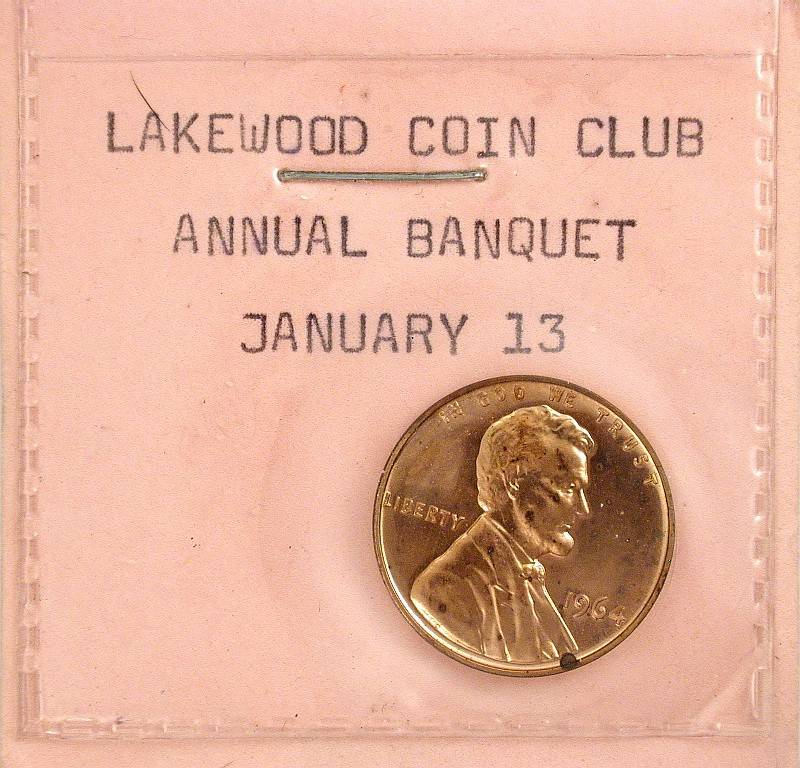 LAKEWOOD COIN CLUB
ANNUAL BANQUET
JANUARY 13
IN GOD WE TRUST
LIBERTY
1964